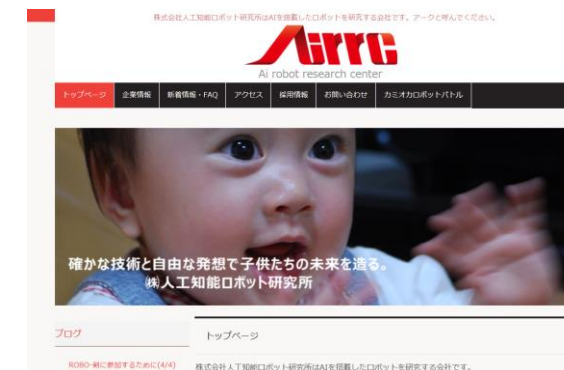 株式会社人工知能ロボット研究所はAIを搭載したロボットを研究する会社です。アークと呼んでください。
Airrc
Ai robot research center
トップページ 企業情報 新着情報・FAQ アクセス 採用情報 お問い合わせ カミオカロボットバトル
確かな技術と自由な発想で子供たちの未来を造る。
㈱人工知能ロボット研究所
ブログ
トップページ
ROBO-剣に参加するために(4/4)
株式会社人工知能ロボット研究所はAIを搭載したロボットを研究する会社です。